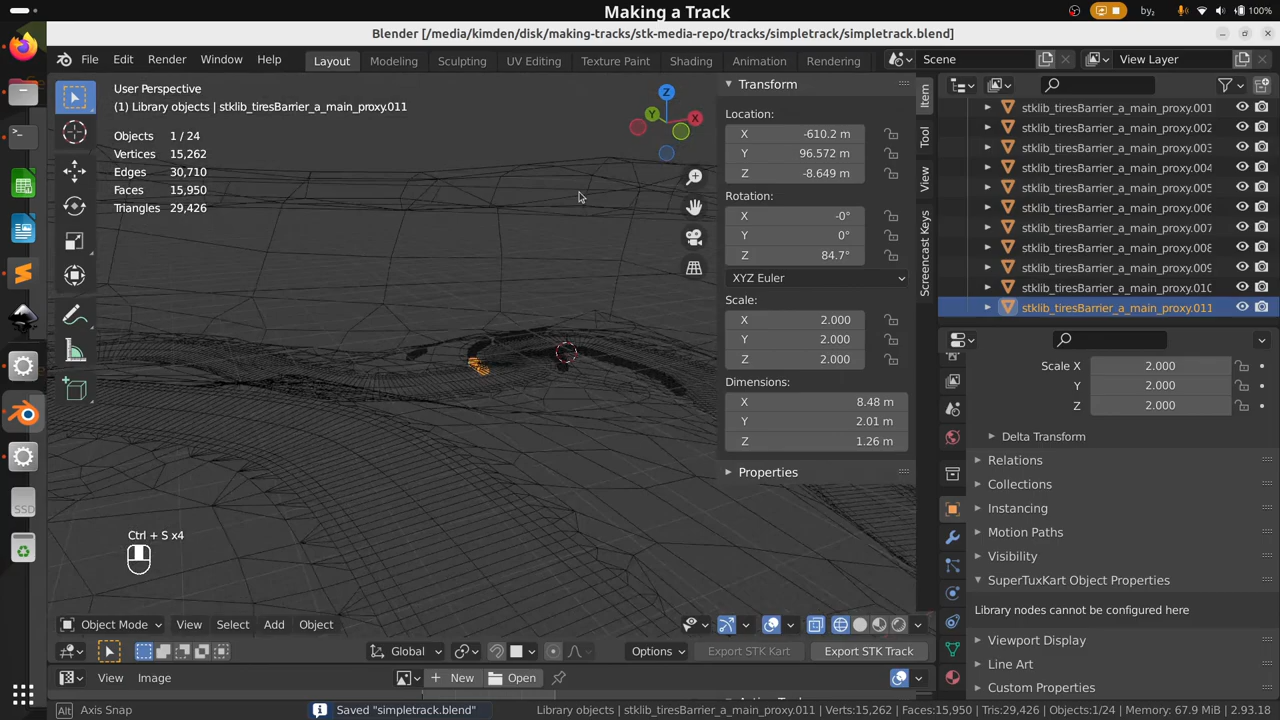 Making a Track
by₂
100%
Blender [/media/kimden/disk/making-tracks/stk-media-repo/tracks/simpletrack/simpletrack.blend]
File Edit Render Window Help Layout Modeling Sculpting UV Editing Texture Paint Shading Animation Rendering Scene View Layer
User Perspective
(1) Library objects | stklib_tiresBarrier_a_main_proxy.011
Objects 1 / 24
Vertices 15,262
Edges 30,710
Faces 15,950
Triangles 29,426
Z
Y
X
Transform
Location:
X -610.2 m
Y 96.572 m
Z -8.649 m
Rotation:
X -0°
Y 0°
Z 84.7°
XYZ Euler
Scale:
X 2.000
Y 2.000
Z 2.000
Dimensions:
X 8.48 m
Y 2.01 m
Z 1.26 m
Properties
Item
Tool
View
Screencast Keys
stklib_tiresBarrier_a_main_proxy.001
stklib_tiresBarrier_a_main_proxy.002
stklib_tiresBarrier_a_main_proxy.003
stklib_tiresBarrier_a_main_proxy.004
stklib_tiresBarrier_a_main_proxy.005
stklib_tiresBarrier_a_main_proxy.006
stklib_tiresBarrier_a_main_proxy.007
stklib_tiresBarrier_a_main_proxy.008
stklib_tiresBarrier_a_main_proxy.009
stklib_tiresBarrier_a_main_proxy.010
stklib_tiresBarrier_a_main_proxy.011
Scale X 2.000
Y 2.000
Z 2.000
Delta Transform
Relations
Collections
Instancing
Motion Paths
Visibility
SuperTuxKart Object Properties
Library nodes cannot be configured here
Viewport Display
Line Art
Custom Properties
SSD
Ctrl + S x4
Object Mode View Select Add Object
Global Options Export STK Kart Export STK Track
View Image New Open
Alt Axis Snap Saved "simpletrack.blend" Library objects | stklib_tiresBarrier_a_main_proxy.011 | Verts:15,262 | Faces:15,950 | Tris:29,426 | Objects:1/24 | Memory: 67.9 MiB | 2.93.18